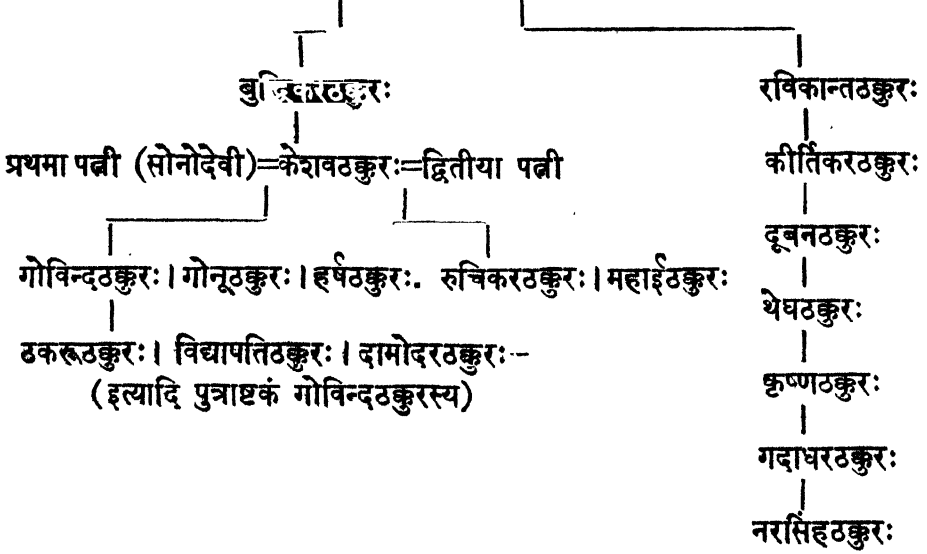 बुद्धिकरठक्कुरः रविकान्तठक्कुरः
प्रथमा पत्नी (सोनोदेवी)=केशवठक्कुरः=द्वितीया पत्नी कीर्तिकरठक्कुरः
दूबनठक्कुरः
गोविन्दठक्कुरः। गोनूठक्कुरः। हर्षठक्कुरः. रुचिकरठक्कुरः। महाईठक्कुरः
थेघठक्कुरः
ठकरूठक्कुरः। विद्यापतिठक्कुरः। दामोदरठक्कुरः--
(इत्यादि पुत्राष्टकं गोविन्दठक्कुरस्य) कृष्णठक्कुरः
गदाधरठक्कुरः
नरसिंहठक्कुरः